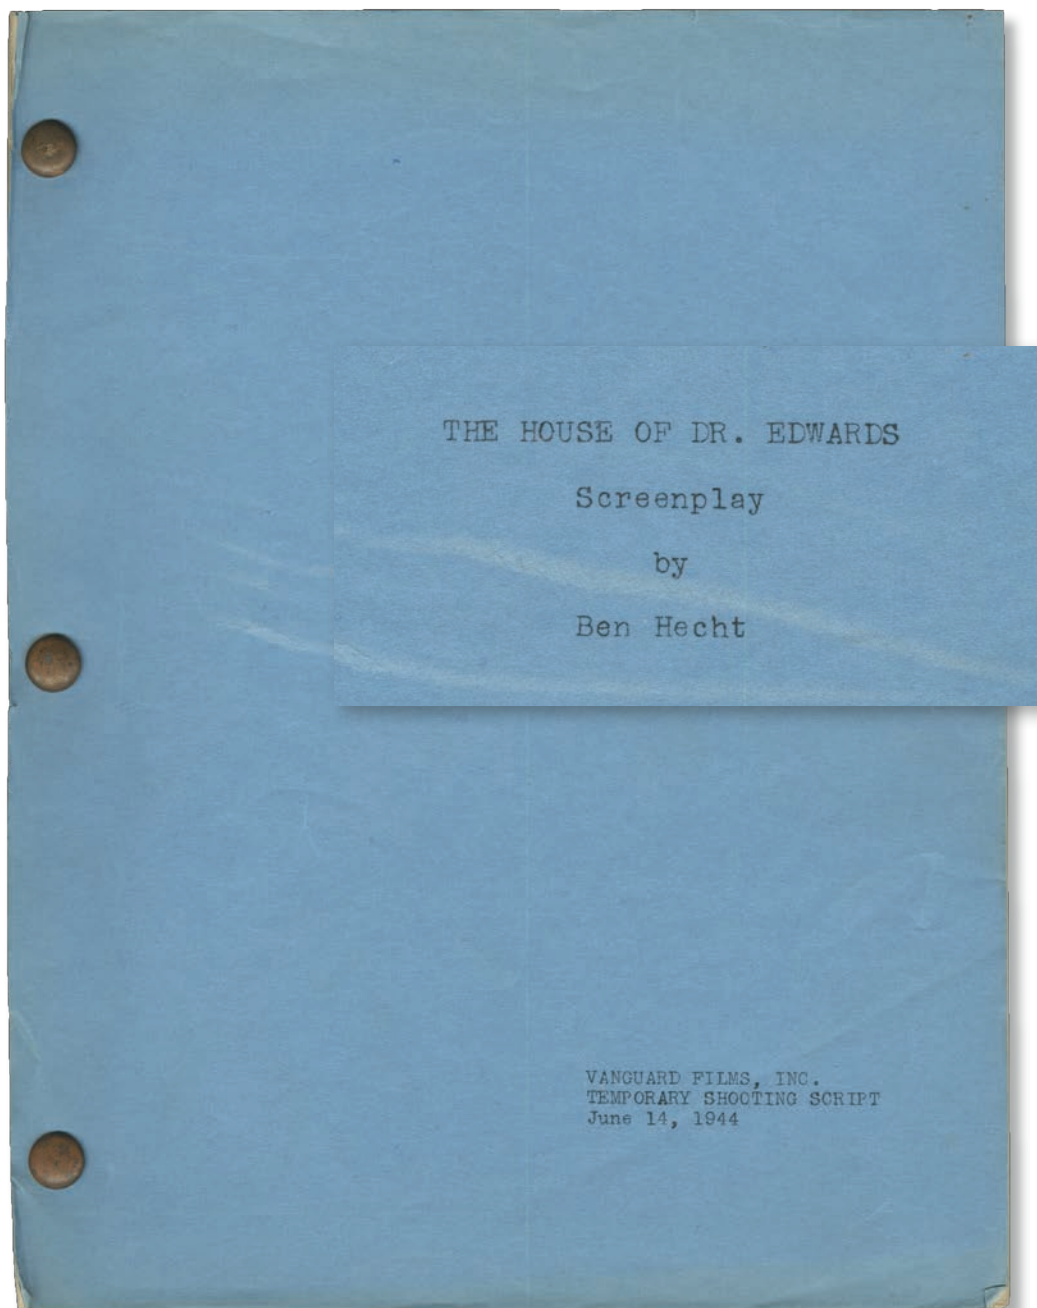 THE HOUSE OF DR. EDWARDS
Screenplay
by
Ben Hecht
VANGUARD FILMS, INC.
TEMPORARY SHOOTING SCRIPT
June 14, 1944